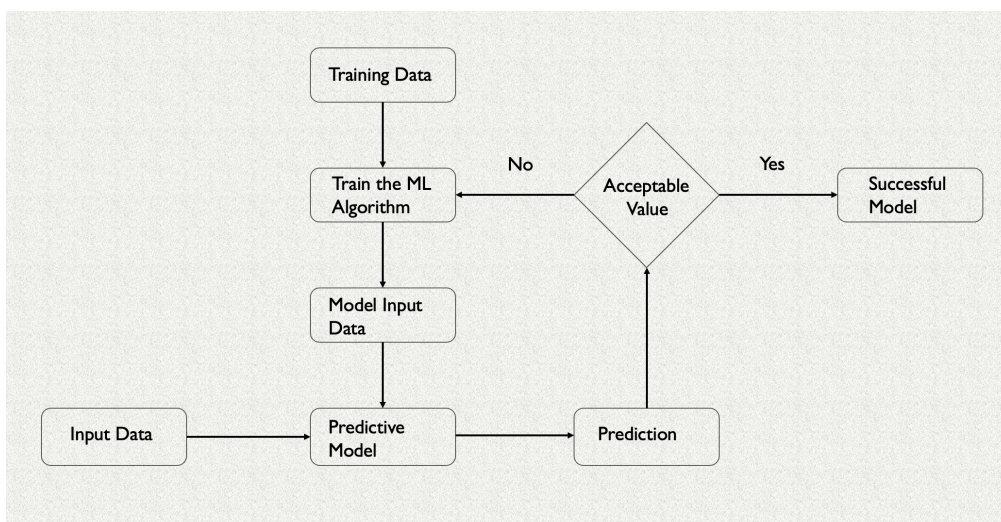 Training Data
No
Yes
Train the ML
Algorithm
Acceptable
Value
Successful
Model
Model Input
Data
Input Data
Predictive
Model
Prediction